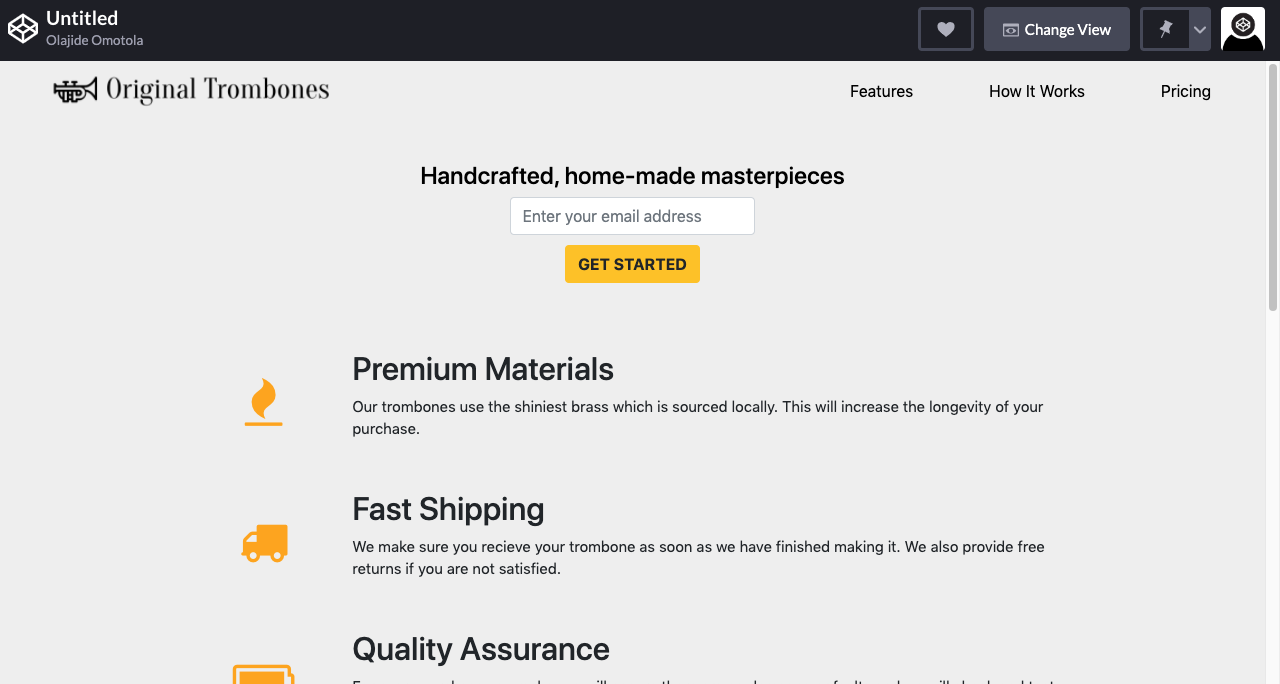 Untitled
Olajide Omotola
Change View
Original Trombones
Features
How It Works
Pricing
Handcrafted, home-made masterpieces
Enter your email address
GET STARTED
Premium Materials
Our trombones use the shiniest brass which is sourced locally. This will increase the longevity of your
purchase.
Fast Shipping
We make sure you recieve your trombone as soon as we have finished making it. We also provide free
returns if you are not satisfied.
Quality Assurance